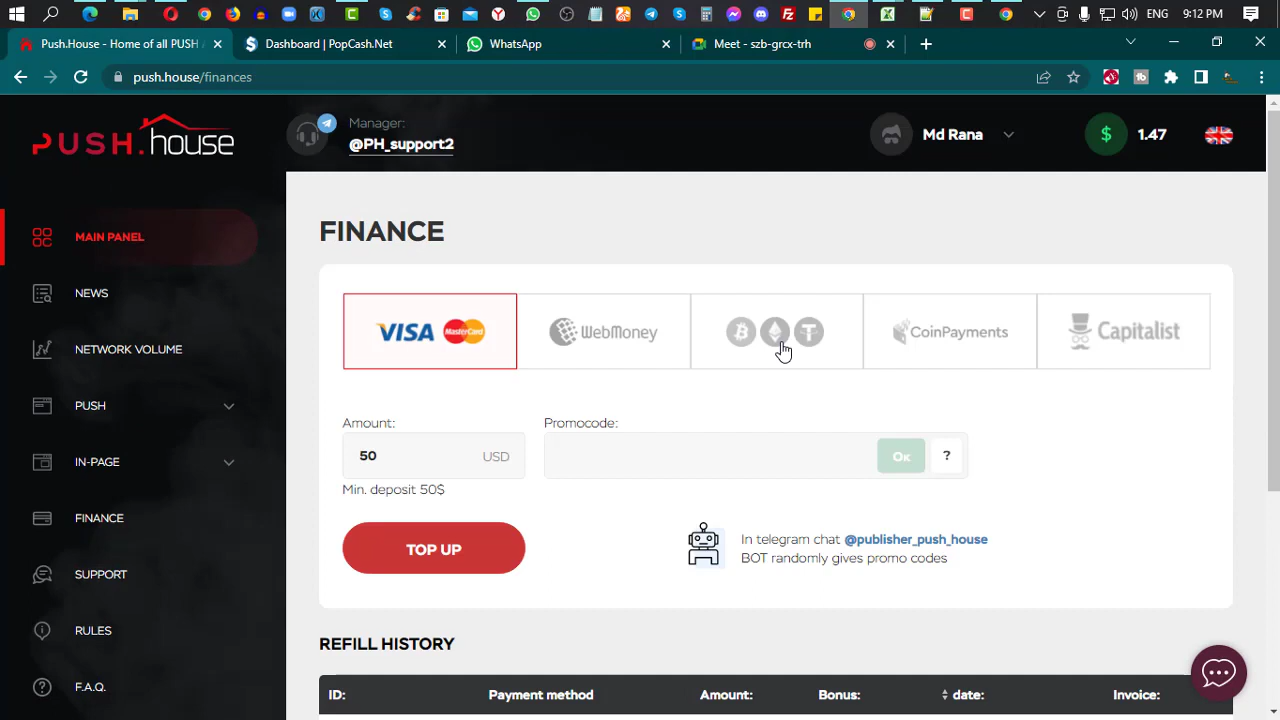 ENG
9:12 PM
Push.House - Home of all PUSH A
Dashboard | PopCash.Net
WhatsApp
Meet - szb-grcx-trh
push.house/finances
PUSH.house
Manager:
@PH_support2
Md Rana
$
1.47
MAIN PANEL
NEWS
NETWORK VOLUME
PUSH
IN-PAGE
FINANCE
SUPPORT
RULES
F.A.Q.
FINANCE
VISA
MasterCard
WebMoney
CoinPayments
Capitalist
Amount:
Promocode:
50
USD
Ok
?
Min. deposit 50$
TOP UP
In telegram chat @publisher_push_house
BOT randomly gives promo codes
REFILL HISTORY
ID:
Payment method
Amount:
Bonus:
date:
Invoice: